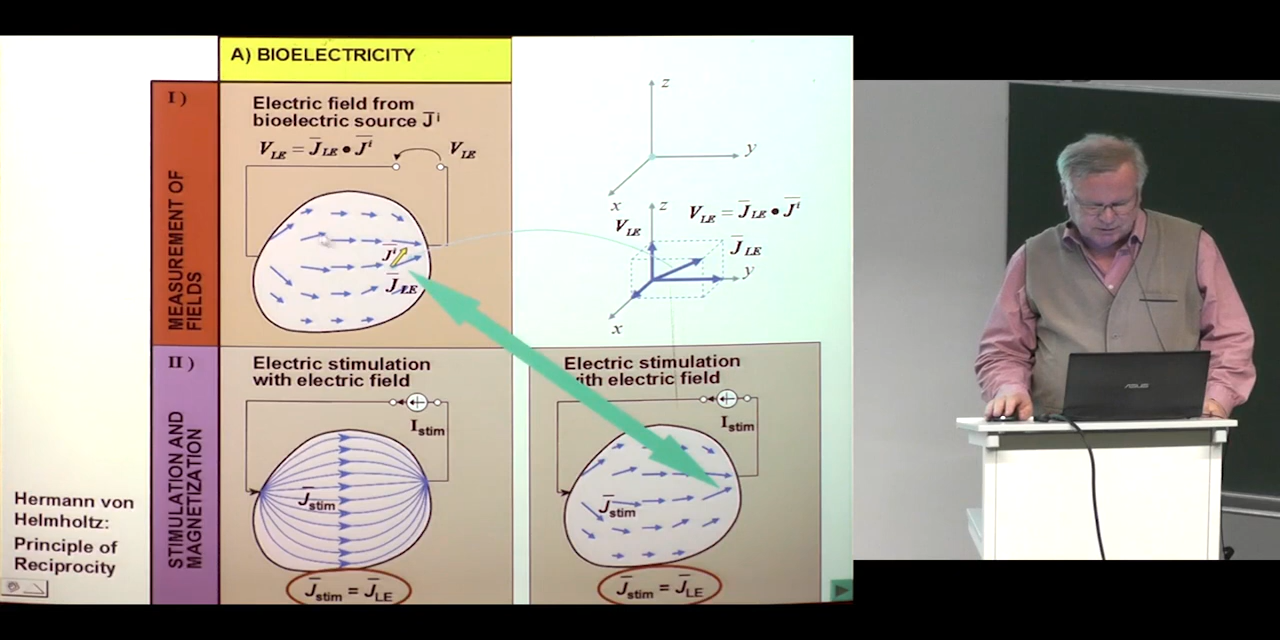 A) BIOELECTRICITY
I)
MEASUREMENT OF
FIELDS
Electric field from
bioelectric source J̅ⁱ
V_LE = J̅_LE • J̅ⁱ
V_LE
J̅ⁱ
J̅_LE
z
y
x
z
V_LE
V_LE = J̅_LE • J̅ⁱ
J̅_LE
y
x
II)
STIMULATION AND
MAGNETIZATION
Electric stimulation
with electric field
I_stim
J̅_stim
J̅_stim = J̅_LE
Electric stimulation
with electric field
I_stim
J̅_stim
J̅_stim = J̅_LE
Hermann von
Helmholtz:
Principle of
Reciprocity
ASUS